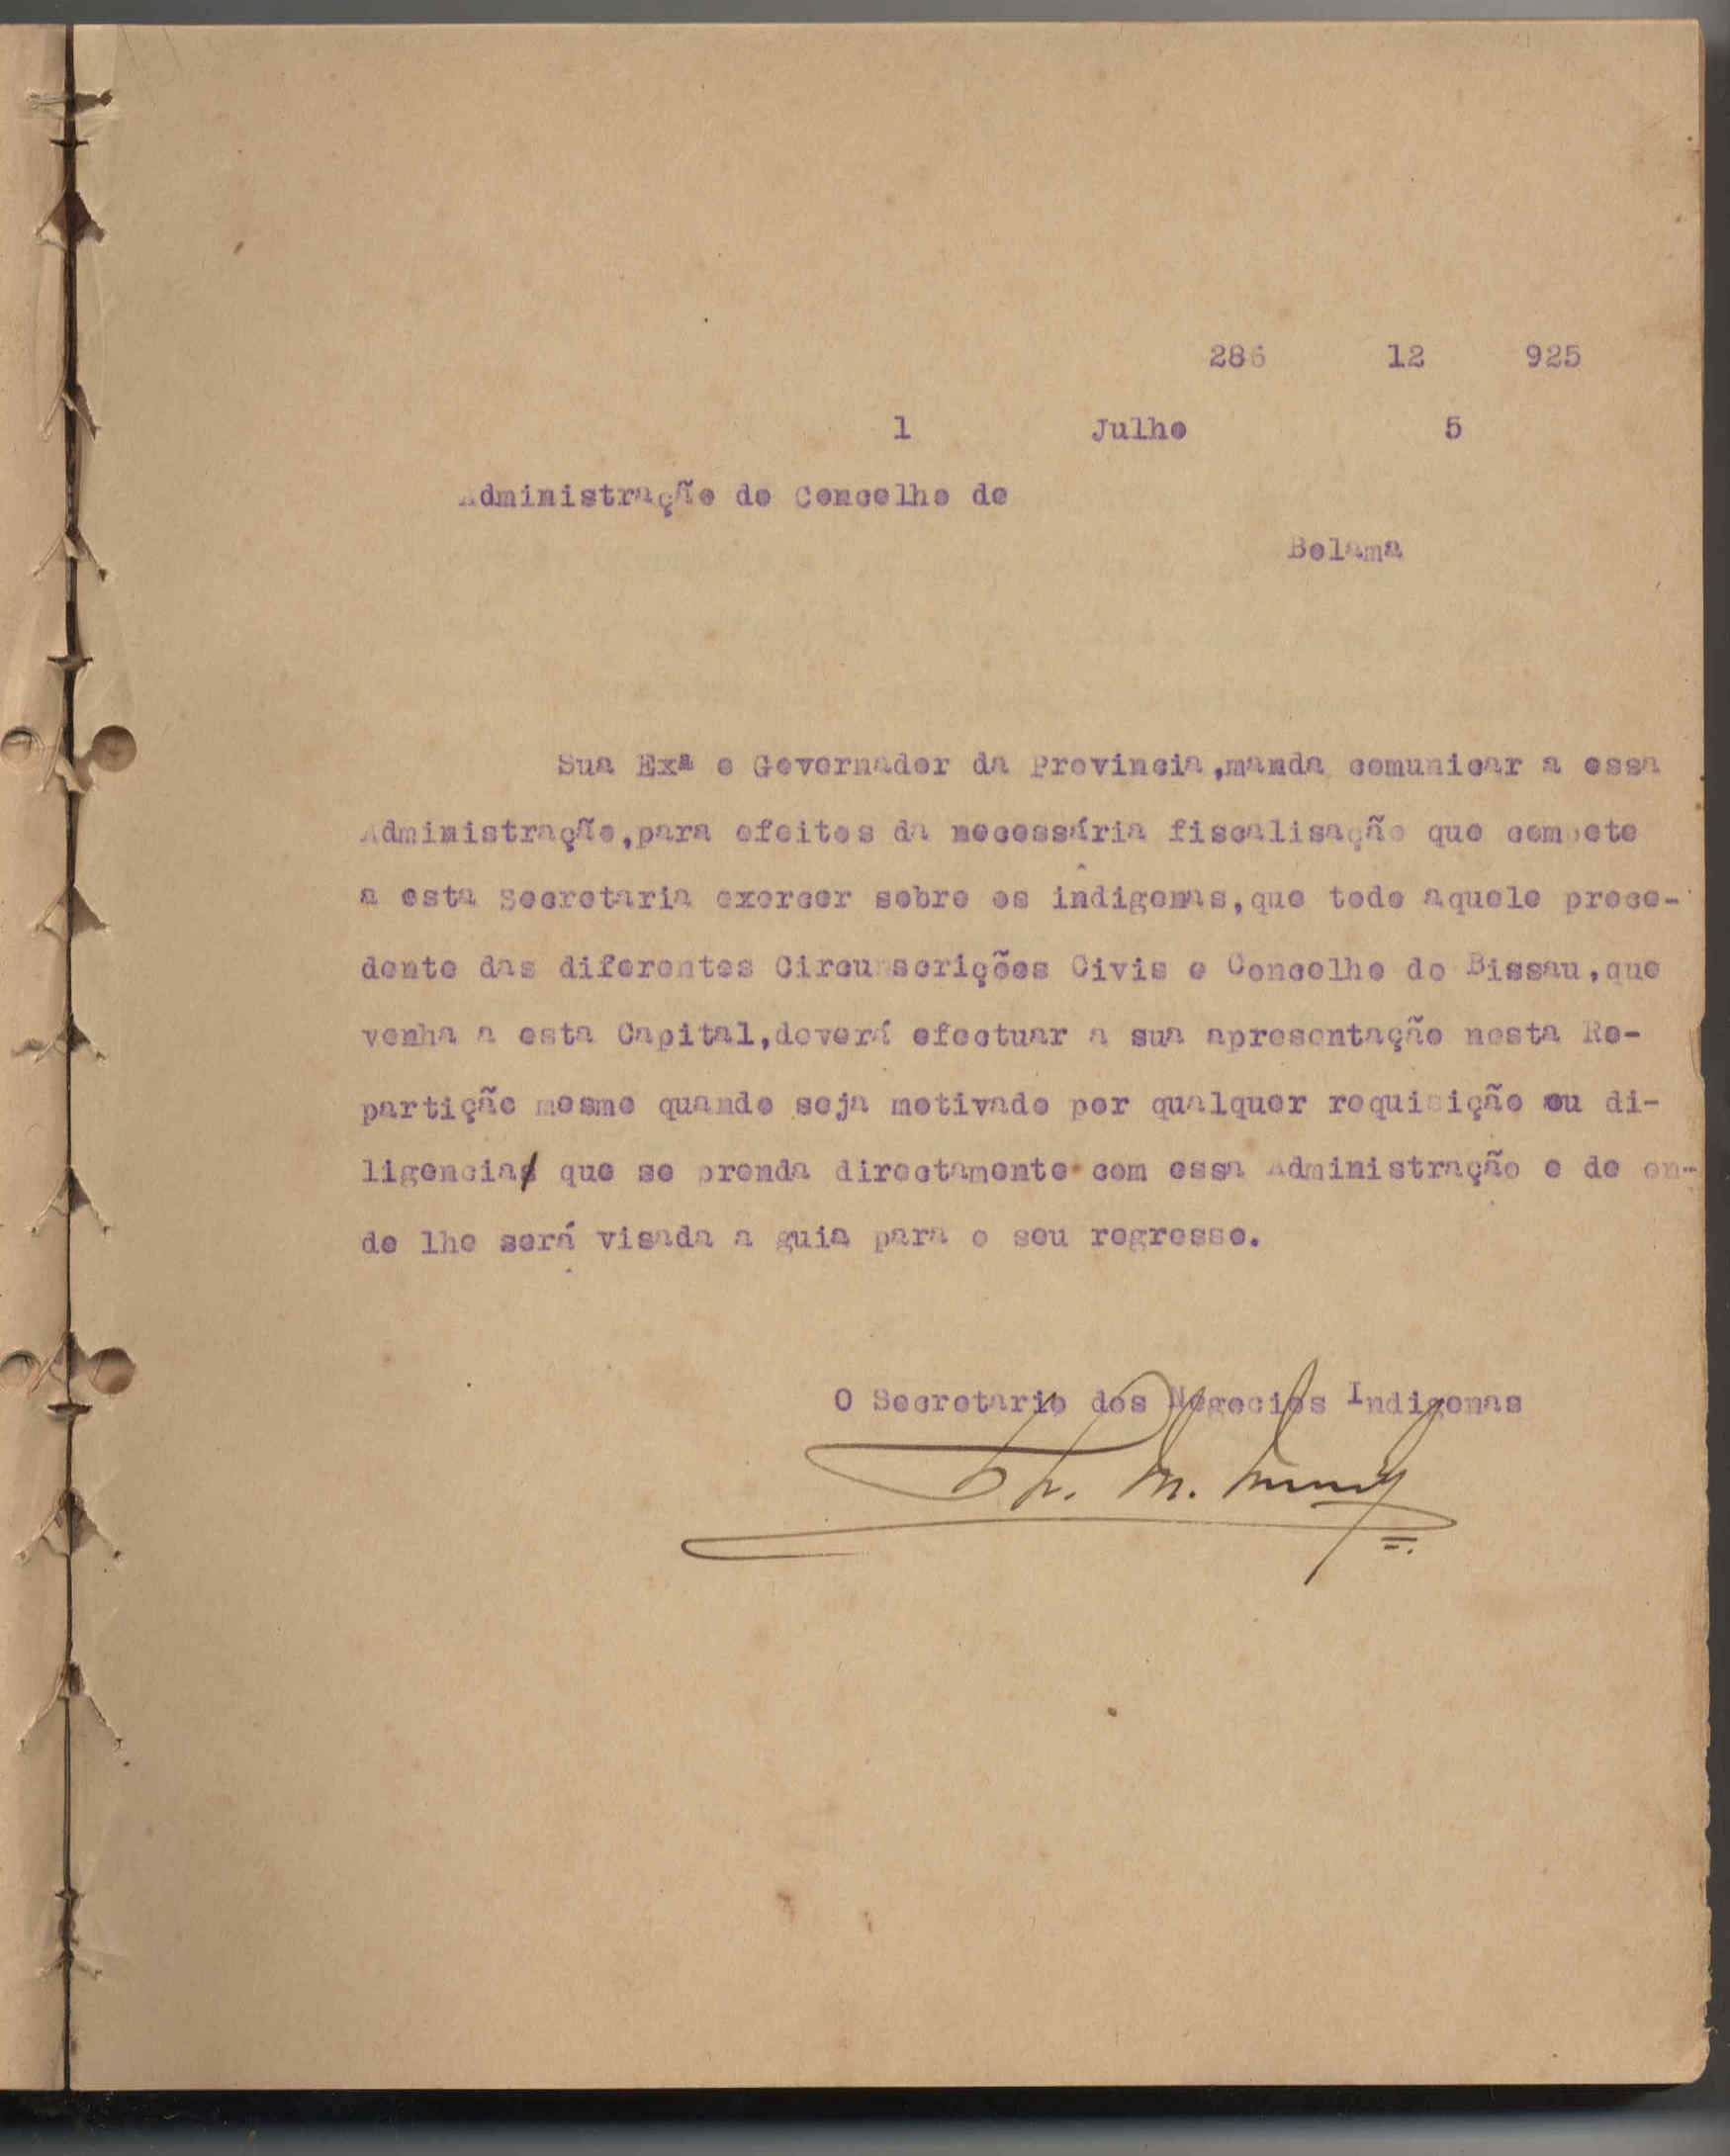 286 12 925
1 Julho 5
Administração do Concelho de
Bolama
Sua Exª o Governador da Provincia,manda comunicar a essa
Administração,para efeitos da necessária fiscalisação que compete
a esta Secretaria exercer sobre os indigenas,que todo aquele proce-
dente das diferentes Circunscrições Civis e Concelho de Bissau,que
venha a esta Capital,deverá efectuar a sua apresentação nesta Re-
partição mesmo quando seja motivado por qualquer requisição ou di-
ligencia que se prenda directamente com essa Administração e de on-
de lhe será visada a guia para o seu regresso.
O Secretario dos Negocios Indigenas